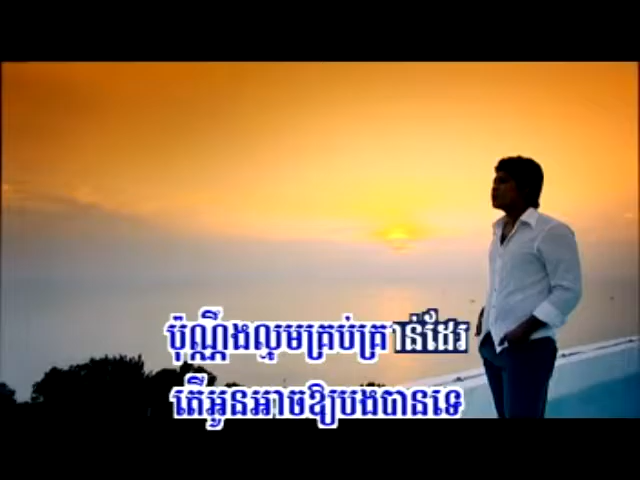 ប៉ុណ្ណឹងល្មមគ្រប់គ្រាន់ដែរ
តើអូនអាចឱ្យបងបានទេ